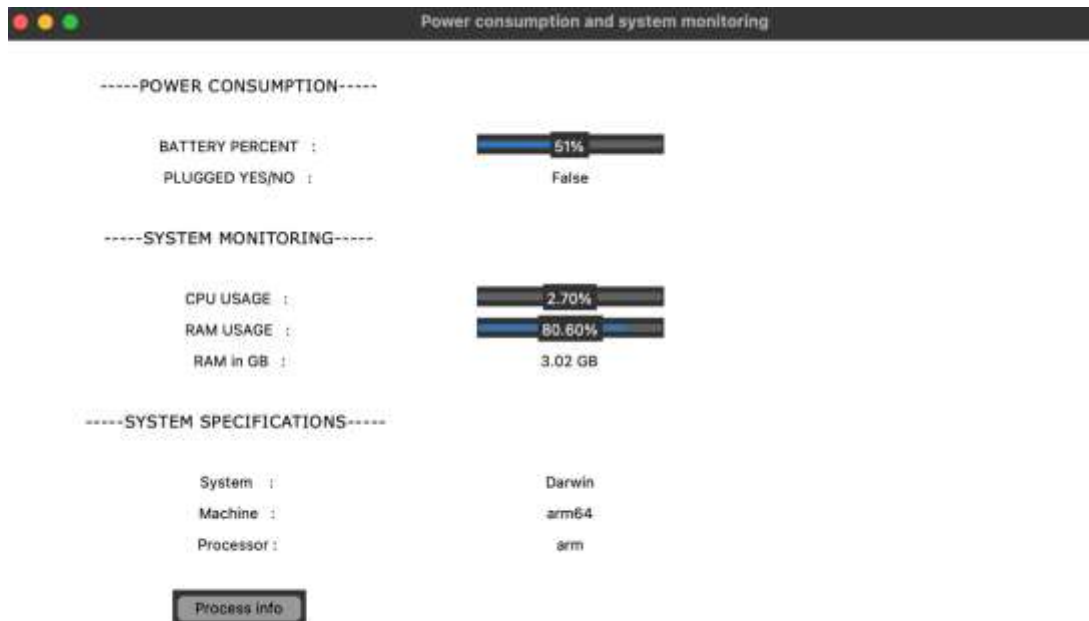 Power consumption and system monitoring
-----POWER CONSUMPTION-----
BATTERY PERCENT : 51%
PLUGGED YES/NO : False
-----SYSTEM MONITORING-----
CPU USAGE : 2.70%
RAM USAGE : 80.60%
RAM in GB : 3.02 GB
-----SYSTEM SPECIFICATIONS-----
System : Darwin
Machine : arm64
Processor : arm
Process info